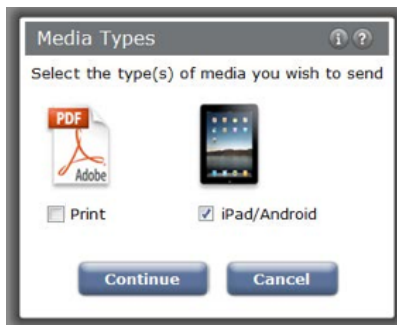 Media Types
Select the type(s) of media you wish to send
PDF
Adobe
Print
iPad/Android
Continue
Cancel